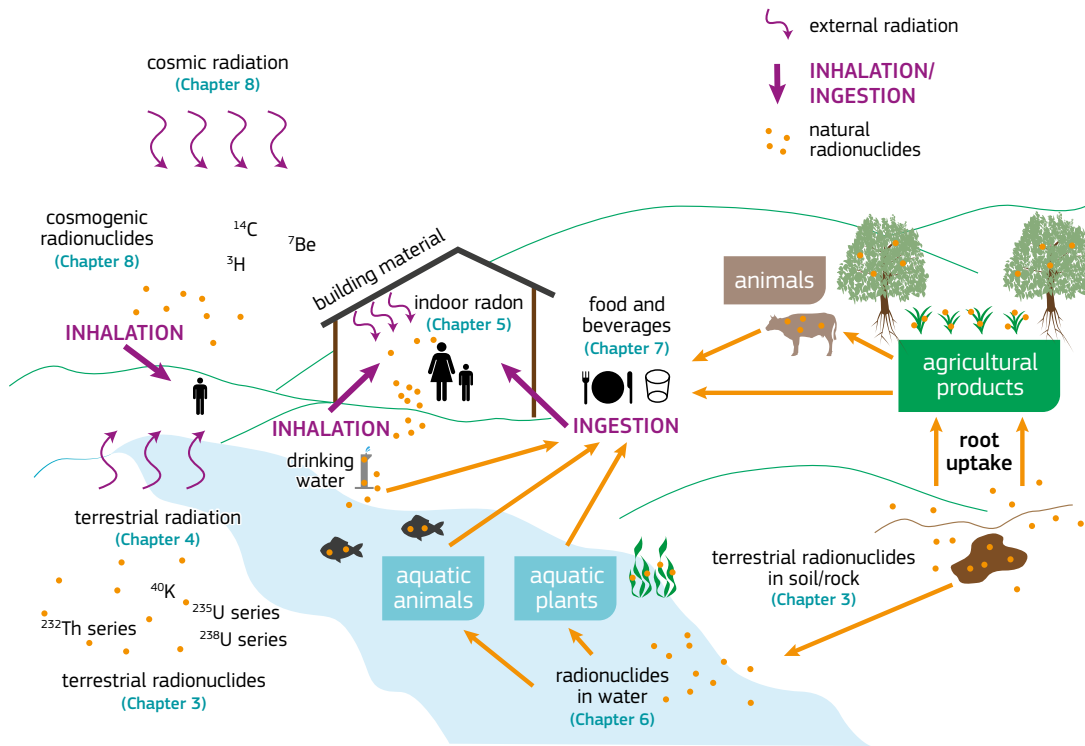 external radiation
INHALATION/
INGESTION
natural
radionuclides
cosmic radiation
(Chapter 8)
cosmogenic
radionuclides
(Chapter 8)
¹⁴C
⁷Be
³H
INHALATION
building material
indoor radon
(Chapter 5)
food and
beverages
(Chapter 7)
animals
agricultural
products
INHALATION
INGESTION
root
uptake
drinking
water
terrestrial radiation
(Chapter 4)
⁴⁰K
²³⁵U series
²³²Th series
²³⁸U series
terrestrial radionuclides
(Chapter 3)
aquatic
animals
aquatic
plants
terrestrial radionuclides
in soil/rock
(Chapter 3)
radionuclides
in water
(Chapter 6)